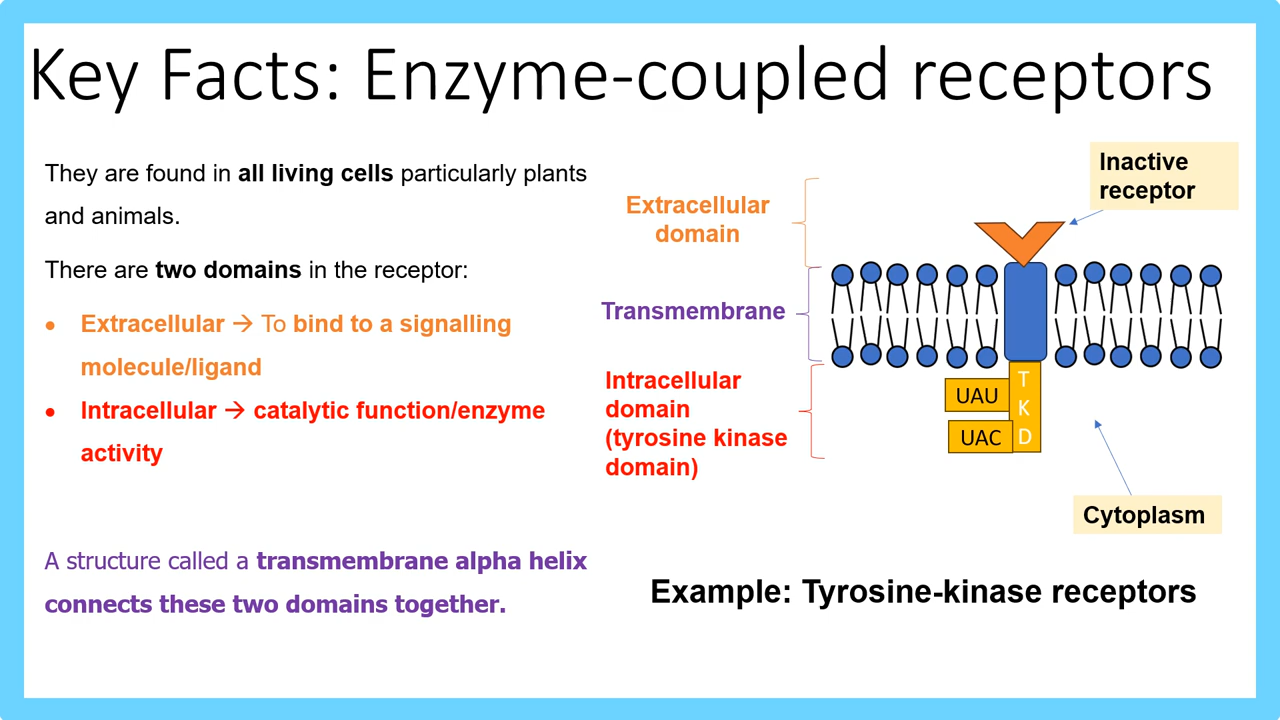 Key Facts: Enzyme-coupled receptors
They are found in all living cells particularly plants
and animals.
There are two domains in the receptor:
• Extracellular → To bind to a signalling
molecule/ligand
• Intracellular → catalytic function/enzyme
activity
A structure called a transmembrane alpha helix
connects these two domains together.
Extracellular
domain
Transmembrane
Intracellular
domain
(tyrosine kinase
domain)
Inactive
receptor
UAU
UAC
T
K
D
Cytoplasm
Example: Tyrosine-kinase receptors